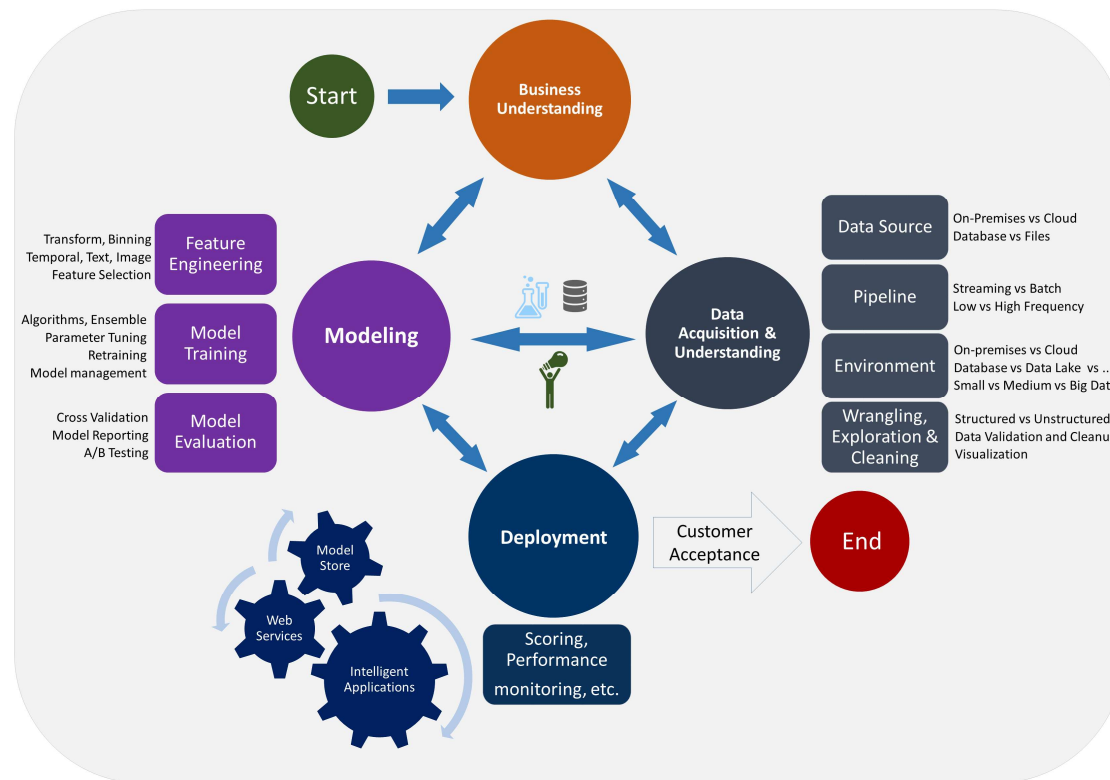 Start
Business
Understanding
Transform, Binning
Temporal, Text, Image
Feature Selection
Feature
Engineering
Algorithms, Ensemble
Parameter Tuning
Retraining
Model management
Model
Training
Cross Validation
Model Reporting
A/B Testing
Model
Evaluation
Modeling
Data
Acquisition &
Understanding
Data Source
On-Premises vs Cloud
Database vs Files
Pipeline
Streaming vs Batch
Low vs High Frequency
Environment
On-premises vs Cloud
Database vs Data Lake vs ..
Small vs Medium vs Big Dat
Wrangling,
Exploration &
Cleaning
Structured vs Unstructured
Data Validation and Cleanu
Visualization
Deployment
Customer
Acceptance
End
Model
Store
Web
Services
Intelligent
Applications
Scoring,
Performance
monitoring, etc.